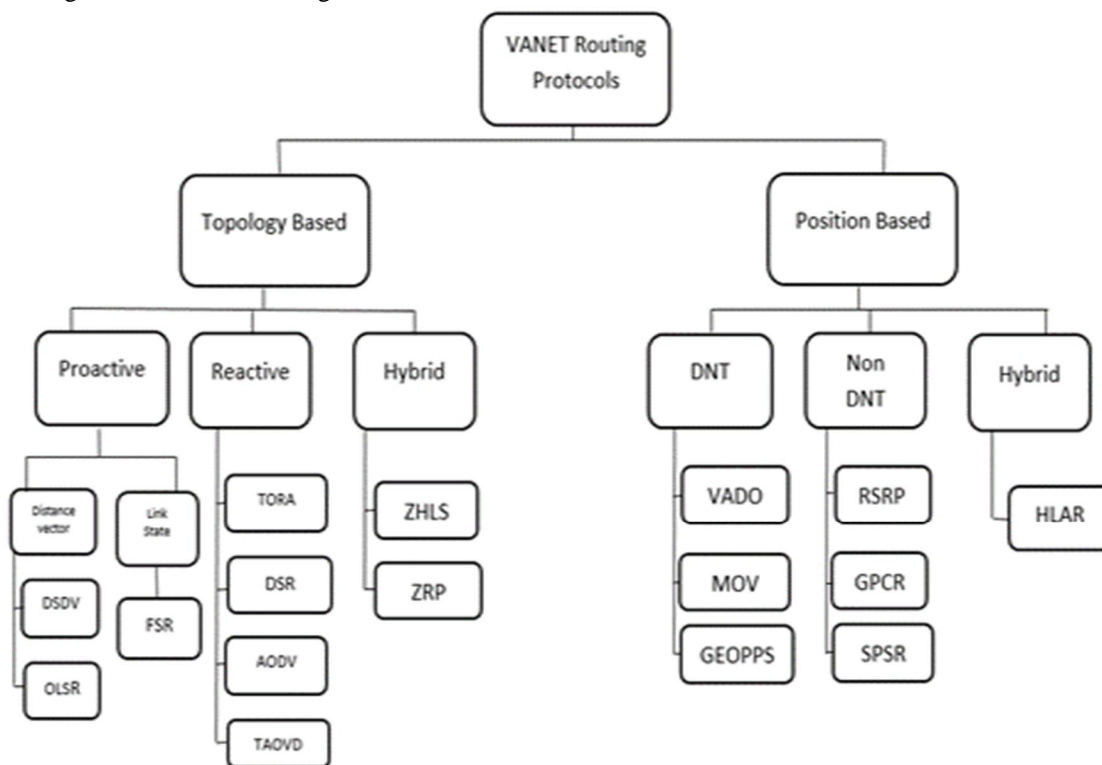 VANET Routing
Protocols
Topology Based
Position Based
Proactive
Reactive
Hybrid
DNT
Non
DNT
Hybrid
Distance
vector
Link
State
TORA
ZHLS
VADO
RSRP
HLAR
DSDV
FSR
DSR
ZRP
MOV
GPCR
OLSR
AODV
GEOPPS
SPSR
TAOVD